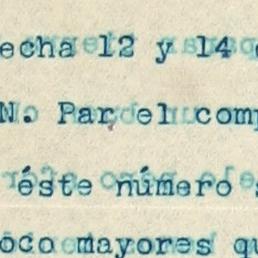 echa 12 y 14
N. Par el comp
éste número s
oco mayores qu